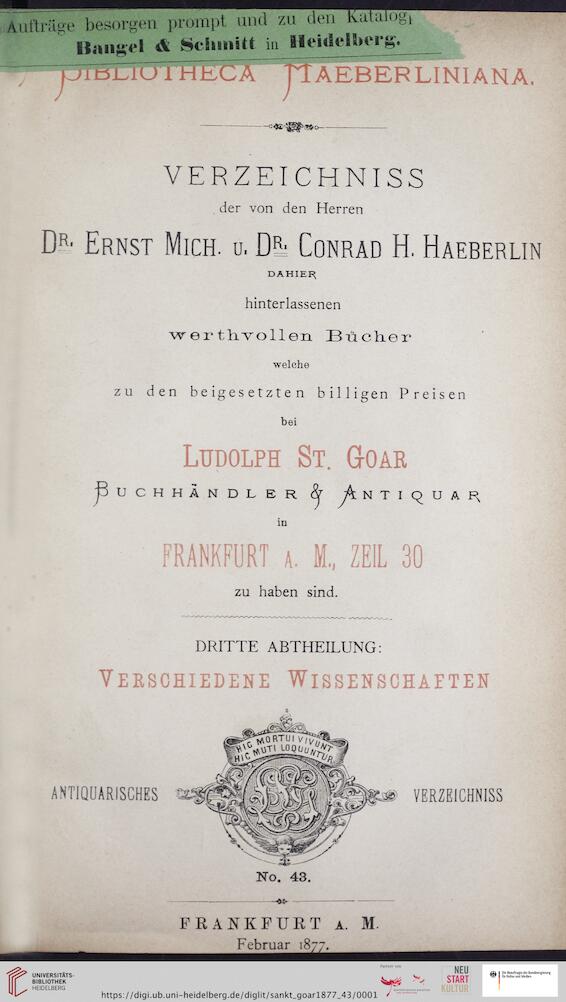 Aufträge besorgen prompt und zu den
Bangel & Schmitt in Heidelberg.
BIBLIOTHECA HAEBERLINIANA.
VERZEICHNISS
der von den Herren
DR. ERNST MICH. U. DR. CONRAD H. HAEBERLIN
DAHIER
hinterlassenen
werthvollen Bücher
welche
zu den beigesetzten billigen Preisen
bei
LUDOLPH ST. GOAR
BUCHHÄNDLER & ANTIQUAR
in
FRANKFURT A. M., ZEIL 30
zu haben sind.
DRITTE ABTHEILUNG:
VERSCHIEDENE WISSENSCHAFTEN
HIC MORTUI VIVUNT
HIC MUTI LOQUUNTUR
ANTIQUARISCHES VERZEICHNISS
No. 43.
FRANKFURT A. M.
Februar 1877.
UNIVERSITÄTS-
BIBLIOTHEK
HEIDELBERG
https://digi.ub.uni-heidelberg.de/diglit/sankt_goar1877_43/0001
NEU
START
KULTUR